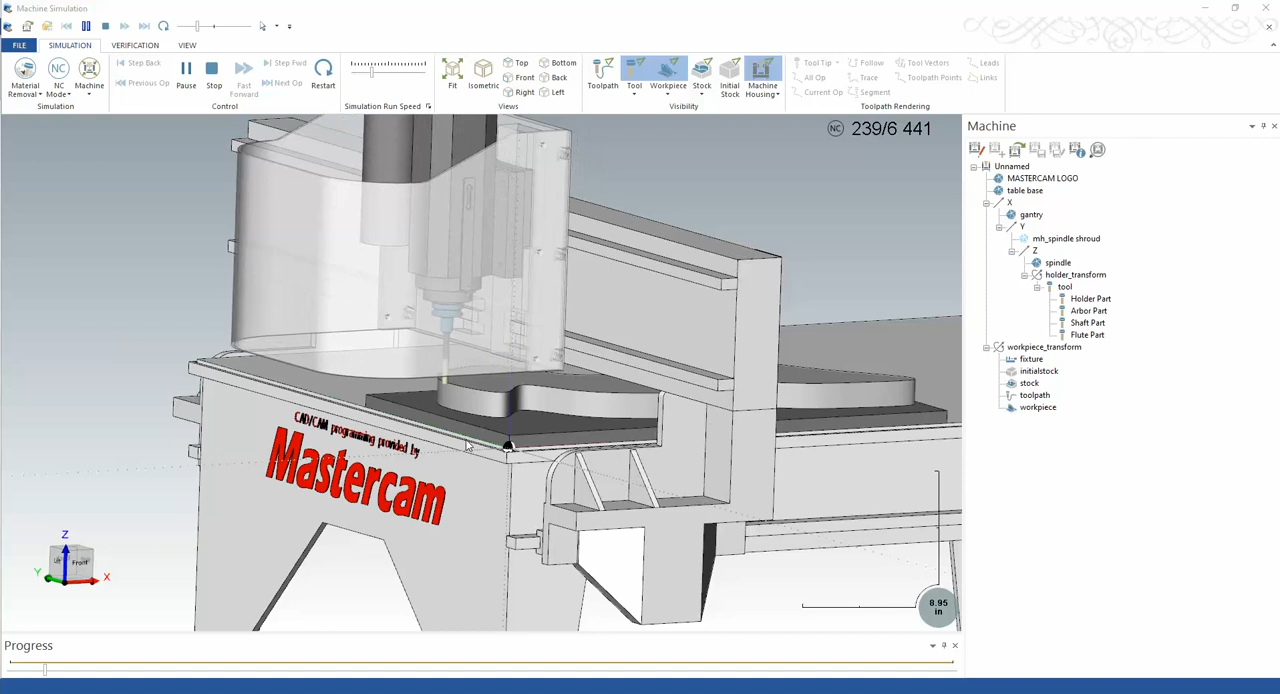 Machine Simulation
FILE SIMULATION VERIFICATION VIEW
Step Back Step Fwd
Previous Op Next Op
Material Removal NC Mode Machine
Pause Stop Fast Forward Restart
Fit Isometric
Top Bottom
Front Back
Right Left
Toolpath Tool Workpiece Stock Initial Stock Machine Housing
Tool Tip Follow Tool Vectors Leads
All Op Trace Toolpath Points Links
Current Op Segment
Simulation Control Simulation Run Speed Views Visibility Toolpath Rendering
NC 239/6 441
CAD/CAM programming provided by
Mastercam
Z
Y
X
Front
8.95
in
Machine
Unnamed
MASTERCAM LOGO
table base
X
gantry
Y
mh_spindle shroud
Z
spindle
holder_transform
tool
Holder Part
Arbor Part
Shaft Part
Flute Part
workpiece_transform
fixture
initialstock
stock
toolpath
workpiece
Progress